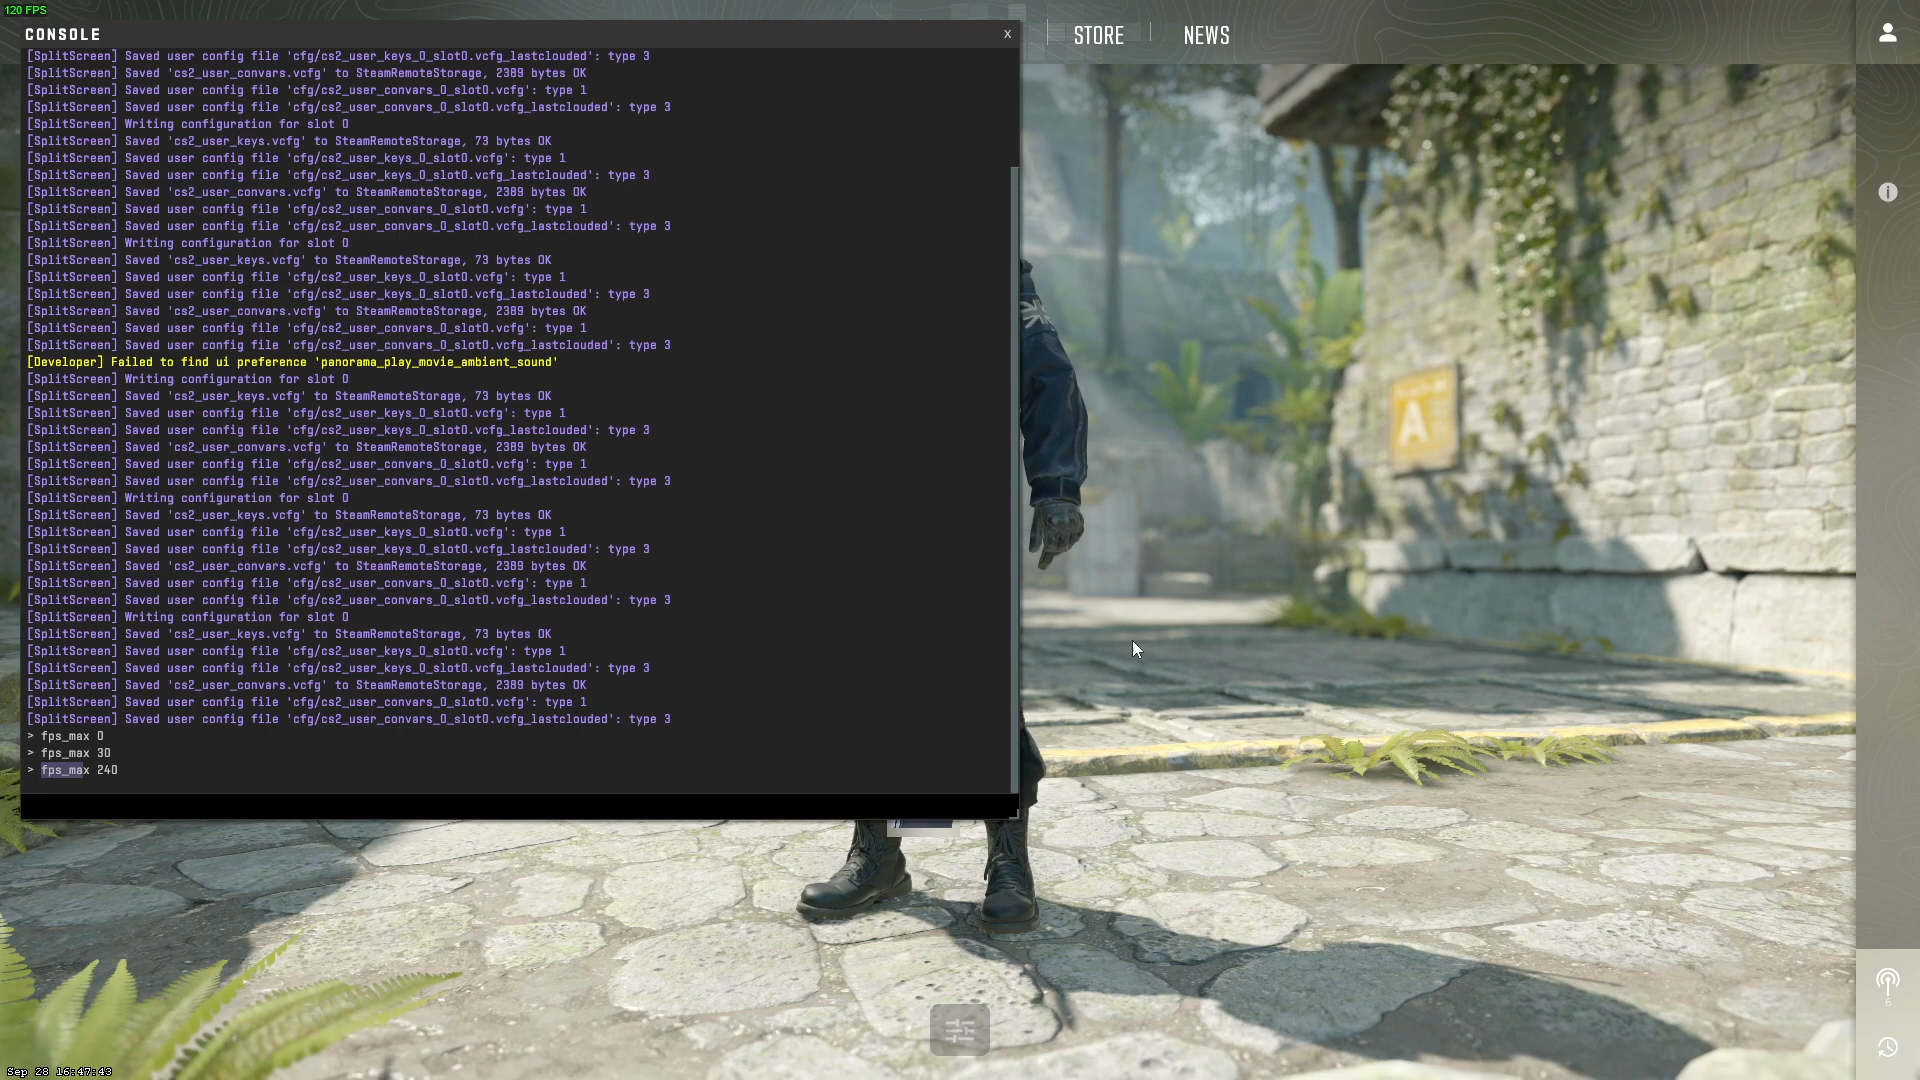 120 FPS
CONSOLE
X
STORE
NEWS
[SplitScreen] Saved user config file 'cfg/cs2_user_keys_0_slot0.vcfg_lastclouded': type 3
[SplitScreen] Saved 'cs2_user_convars.vcfg' to SteamRemoteStorage, 2389 bytes OK
[SplitScreen] Saved user config file 'cfg/cs2_user_convars_0_slot0.vcfg': type 1
[SplitScreen] Saved user config file 'cfg/cs2_user_convars_0_slot0.vcfg_lastclouded': type 3
[SplitScreen] Writing configuration for slot 0
[SplitScreen] Saved 'cs2_user_keys.vcfg' to SteamRemoteStorage, 73 bytes OK
[SplitScreen] Saved user config file 'cfg/cs2_user_keys_0_slot0.vcfg': type 1
[SplitScreen] Saved user config file 'cfg/cs2_user_keys_0_slot0.vcfg_lastclouded': type 3
[SplitScreen] Saved 'cs2_user_convars.vcfg' to SteamRemoteStorage, 2389 bytes OK
[SplitScreen] Saved user config file 'cfg/cs2_user_convars_0_slot0.vcfg': type 1
[SplitScreen] Saved user config file 'cfg/cs2_user_convars_0_slot0.vcfg_lastclouded': type 3
[SplitScreen] Writing configuration for slot 0
[SplitScreen] Saved 'cs2_user_keys.vcfg' to SteamRemoteStorage, 73 bytes OK
[SplitScreen] Saved user config file 'cfg/cs2_user_keys_0_slot0.vcfg': type 1
[SplitScreen] Saved user config file 'cfg/cs2_user_keys_0_slot0.vcfg_lastclouded': type 3
[SplitScreen] Saved 'cs2_user_convars.vcfg' to SteamRemoteStorage, 2389 bytes OK
[SplitScreen] Saved user config file 'cfg/cs2_user_convars_0_slot0.vcfg': type 1
[SplitScreen] Saved user config file 'cfg/cs2_user_convars_0_slot0.vcfg_lastclouded': type 3
[Developer] Failed to find ui preference 'panorama_play_movie_ambient_sound'
[SplitScreen] Writing configuration for slot 0
[SplitScreen] Saved 'cs2_user_keys.vcfg' to SteamRemoteStorage, 73 bytes OK
[SplitScreen] Saved user config file 'cfg/cs2_user_keys_0_slot0.vcfg': type 1
[SplitScreen] Saved user config file 'cfg/cs2_user_keys_0_slot0.vcfg_lastclouded': type 3
[SplitScreen] Saved 'cs2_user_convars.vcfg' to SteamRemoteStorage, 2389 bytes OK
[SplitScreen] Saved user config file 'cfg/cs2_user_convars_0_slot0.vcfg': type 1
[SplitScreen] Saved user config file 'cfg/cs2_user_convars_0_slot0.vcfg_lastclouded': type 3
[SplitScreen] Writing configuration for slot 0
[SplitScreen] Saved 'cs2_user_keys.vcfg' to SteamRemoteStorage, 73 bytes OK
[SplitScreen] Saved user config file 'cfg/cs2_user_keys_0_slot0.vcfg': type 1
[SplitScreen] Saved user config file 'cfg/cs2_user_keys_0_slot0.vcfg_lastclouded': type 3
[SplitScreen] Saved 'cs2_user_convars.vcfg' to SteamRemoteStorage, 2389 bytes OK
[SplitScreen] Saved user config file 'cfg/cs2_user_convars_0_slot0.vcfg': type 1
[SplitScreen] Saved user config file 'cfg/cs2_user_convars_0_slot0.vcfg_lastclouded': type 3
[SplitScreen] Writing configuration for slot 0
[SplitScreen] Saved 'cs2_user_keys.vcfg' to SteamRemoteStorage, 73 bytes OK
[SplitScreen] Saved user config file 'cfg/cs2_user_keys_0_slot0.vcfg': type 1
[SplitScreen] Saved user config file 'cfg/cs2_user_keys_0_slot0.vcfg_lastclouded': type 3
[SplitScreen] Saved 'cs2_user_convars.vcfg' to SteamRemoteStorage, 2389 bytes OK
[SplitScreen] Saved user config file 'cfg/cs2_user_convars_0_slot0.vcfg': type 1
[SplitScreen] Saved user config file 'cfg/cs2_user_convars_0_slot0.vcfg_lastclouded': type 3
> fps_max 0
> fps_max 30
> fps_max 240
A
6
Sep 28 16:47:43